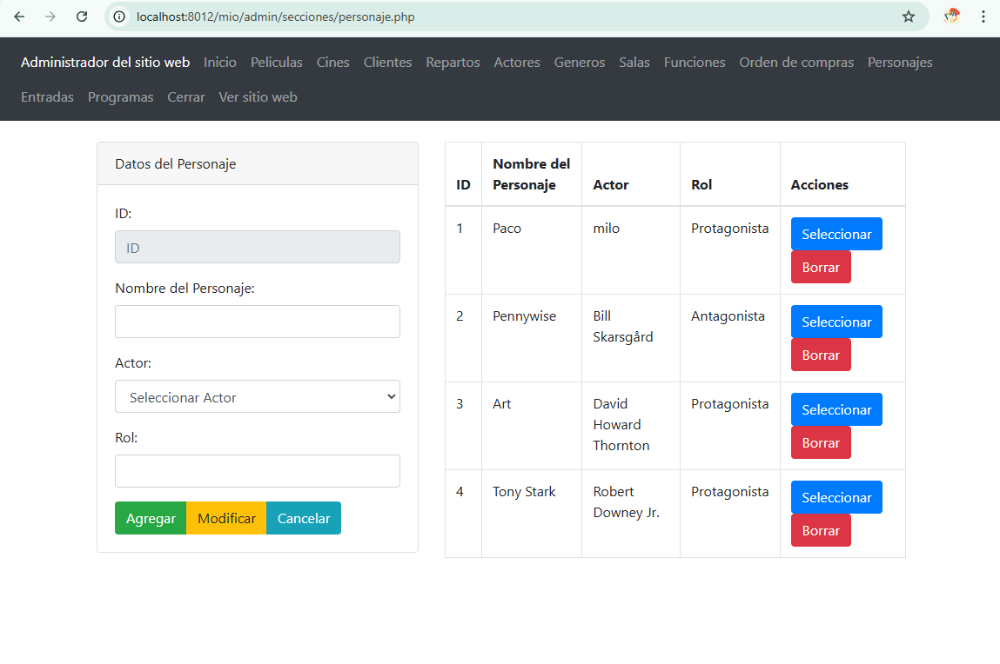 localhost:8012/mio/admin/secciones/personaje.php
Administrador del sitio web Inicio Peliculas Cines Clientes Repartos Actores Generos Salas Funciones Orden de compras Personajes
Entradas Programas Cerrar Ver sitio web
Datos del Personaje
ID:
ID
Nombre del Personaje:
Actor:
Seleccionar Actor
Rol:
Agregar Modificar Cancelar
ID Nombre del Personaje Actor Rol Acciones
1 Paco milo Protagonista Seleccionar
Borrar
2 Pennywise Bill Skarsgård Antagonista Seleccionar
Borrar
3 Art David Howard Thornton Protagonista Seleccionar
Borrar
4 Tony Stark Robert Downey Jr. Protagonista Seleccionar
Borrar